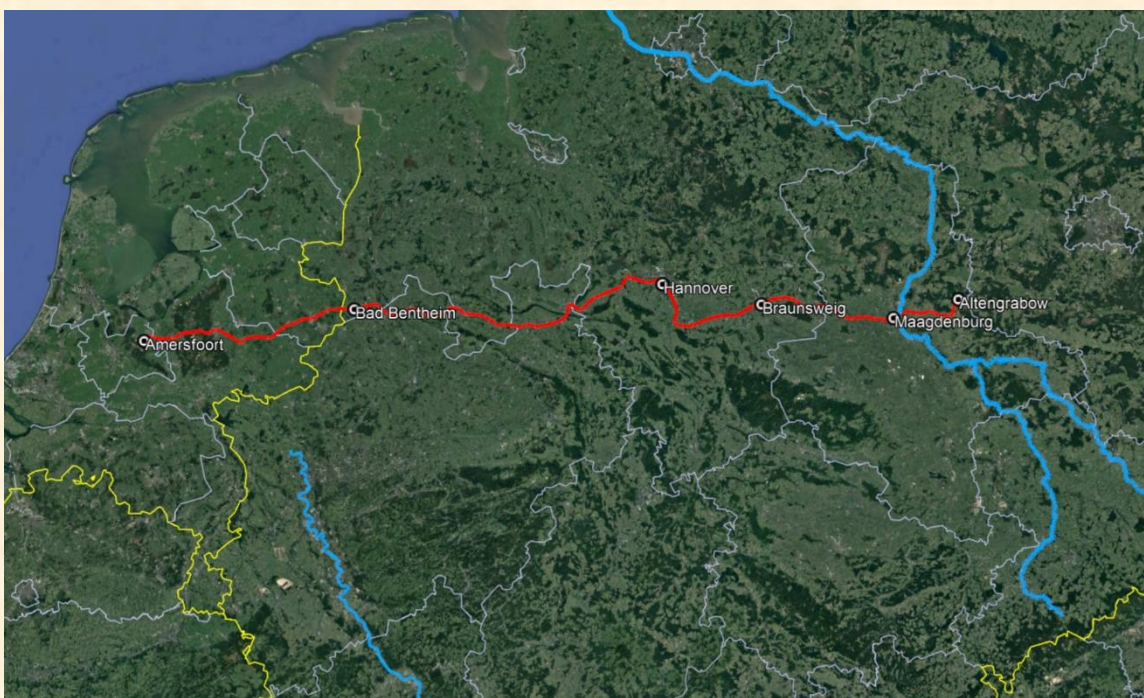 Hannover
Altengrabow
Braunsweig
Bad Bentheim
Maagdenburg
Amersfoort